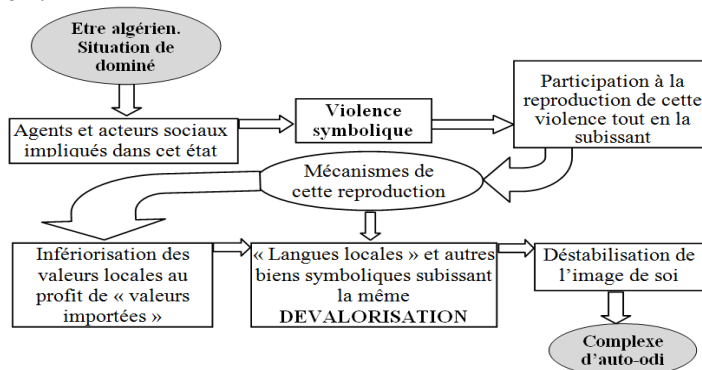 Etre algérien.
Situation de
dominé
Agents et acteurs sociaux
impliqués dans cet état
Violence
symbolique
Participation à la
reproduction de cette
violence tout en la
subissant
Mécanismes de
cette reproduction
Infériorisation des
valeurs locales au
profit de « valeurs
importées »
« Langues locales » et autres
biens symboliques subissant
la même
DEVALORISATION
Déstabilisation de
l’image de soi
Complexe
d’auto-odi